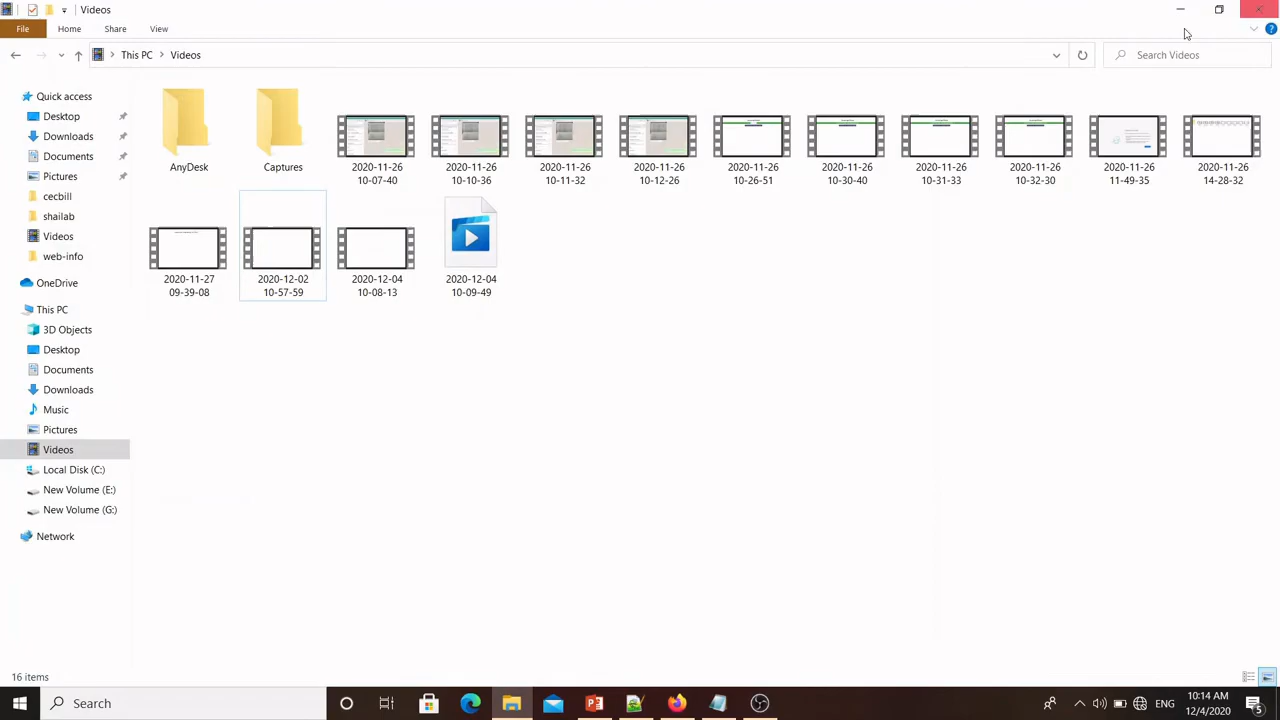 Videos
File Home Share View
This PC Videos
Search Videos
Quick access
Desktop
Downloads
Documents
Pictures
cecbill
shailab
Videos
web-info
OneDrive
This PC
3D Objects
Desktop
Documents
Downloads
Music
Pictures
Videos
Local Disk (C:)
New Volume (E:)
New Volume (G:)
Network
AnyDesk
Captures
2020-11-26
10-07-40
2020-11-26
10-10-36
2020-11-26
10-11-32
2020-11-26
10-12-26
2020-11-26
10-26-51
2020-11-26
10-30-40
2020-11-26
10-31-33
2020-11-26
10-32-30
2020-11-26
11-49-35
2020-11-26
14-28-32
2020-11-27
09-39-08
2020-12-02
10-57-59
2020-12-04
10-08-13
2020-12-04
10-09-49
16 items
Search
ENG
10:14 AM
12/4/2020
5